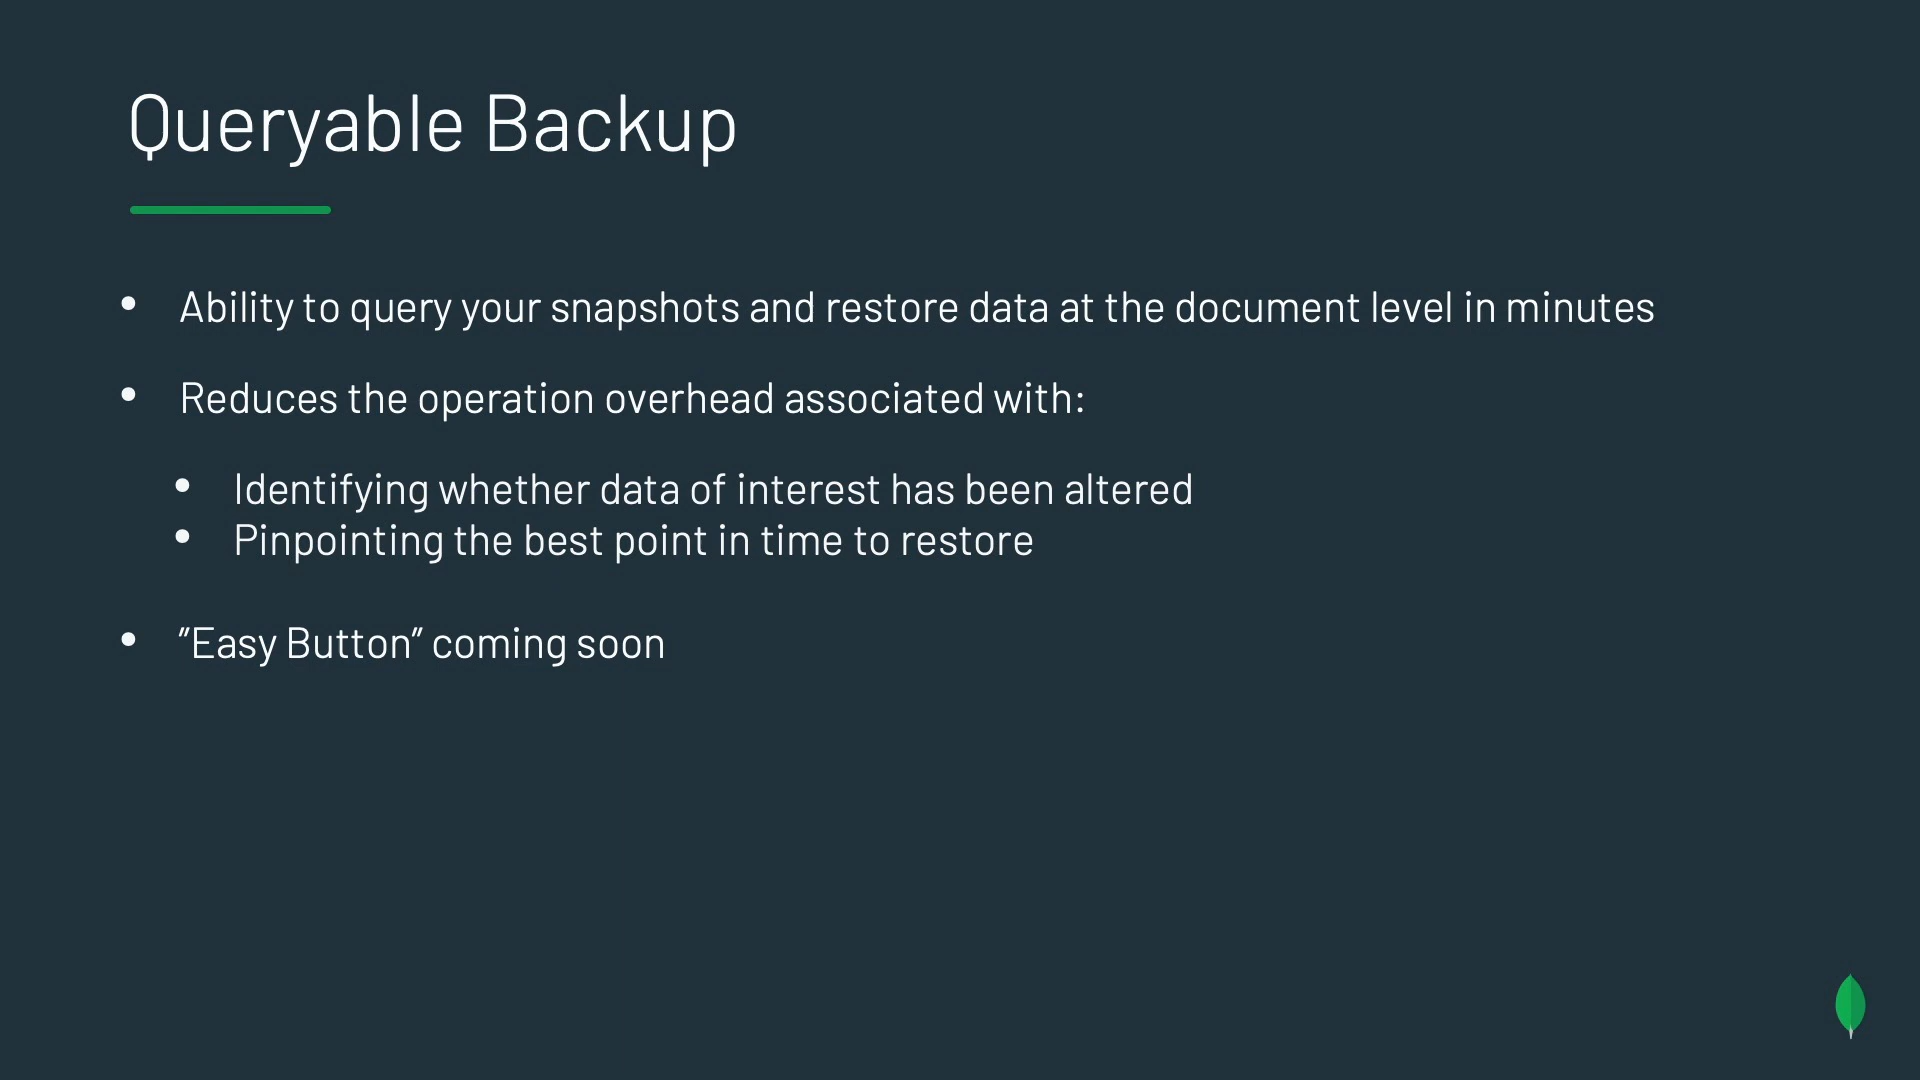 Queryable Backup
• Ability to query your snapshots and restore data at the document level in minutes
• Reduces the operation overhead associated with:
• Identifying whether data of interest has been altered
• Pinpointing the best point in time to restore
• ”Easy Button” coming soon